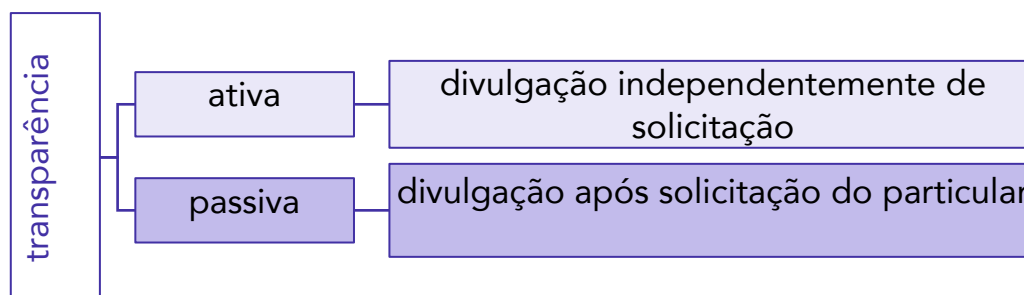 transparência
ativa
divulgação independentemente de
solicitação
passiva
divulgação após solicitação do particular